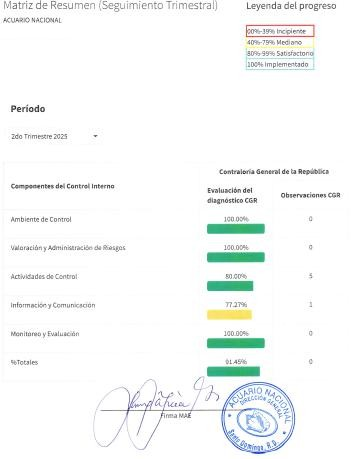 Matriz de Resumen (Seguimiento Trimestral)
ACUARIO NACIONAL
Leyenda del progreso
00%-39% Incipiente
40%-79% Mediano
80%-99% Satisfactorio
100% Implementado
Período
2do Trimestre 2025
Contraloría General de la República
Componentes del Control Interno
Evaluación del diagnóstico CGR
Observaciones CGR
Ambiente de Control 100.00% 0
Valoración y Administración de Riesgos 100.00% 0
Actividades de Control 80.00% 5
Información y Comunicación 77.27% 1
Monitoreo y Evaluación 100.00% 0
%Totales 91.45% 0
Firma MAE
ACUARIO NACIONAL
DIRECCIÓN GENERAL
Santo Domingo, R.D.